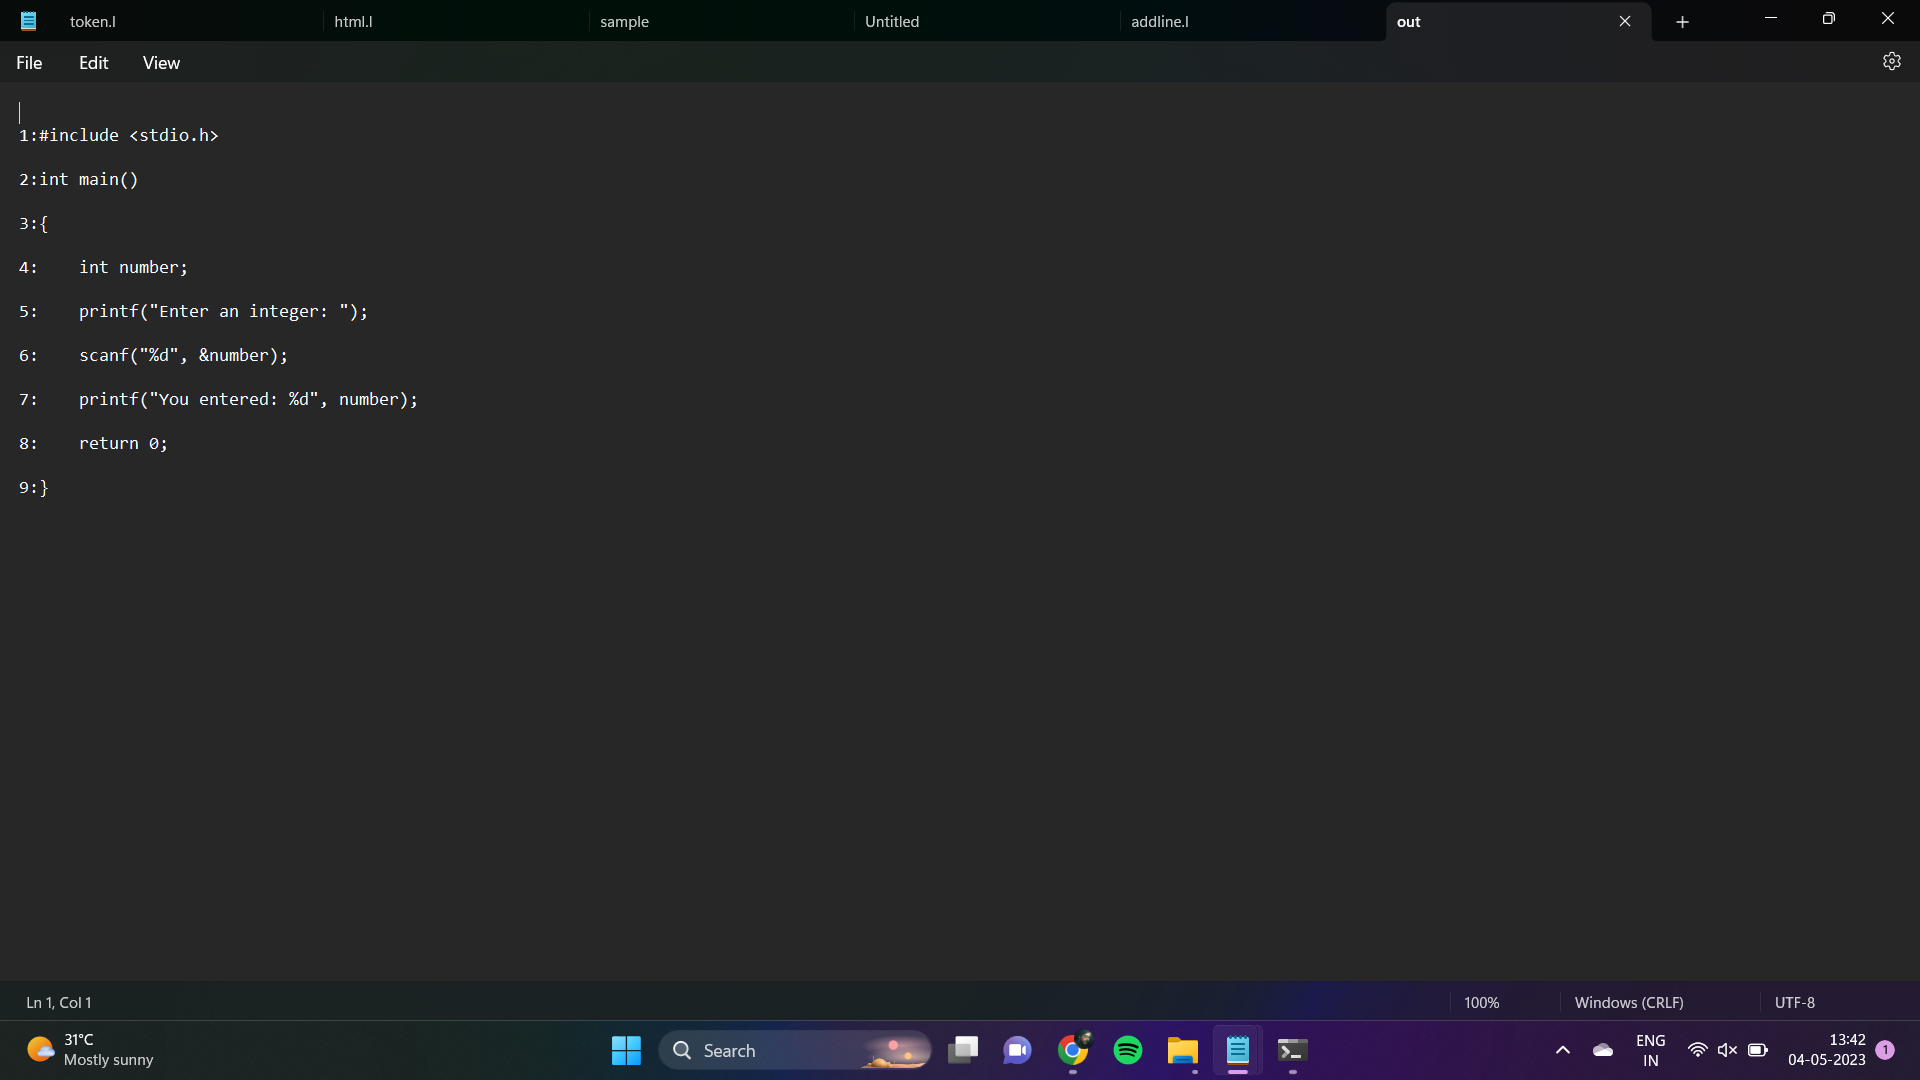 token.l
html.l
sample
Untitled
addline.l
out
File
Edit
View
1:#include <stdio.h>
2:int main()
3:{
4:    int number;
5:    printf("Enter an integer: ");
6:    scanf("%d", &number);
7:    printf("You entered: %d", number);
8:    return 0;
9:}
Ln 1, Col 1
100%
Windows (CRLF)
UTF-8
31°C
Mostly sunny
Search
ENG
IN
13:42
04-05-2023
1